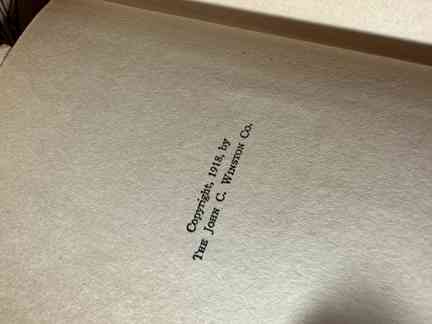 Copyright, 1918, by
THE JOHN C. WINSTON Co.